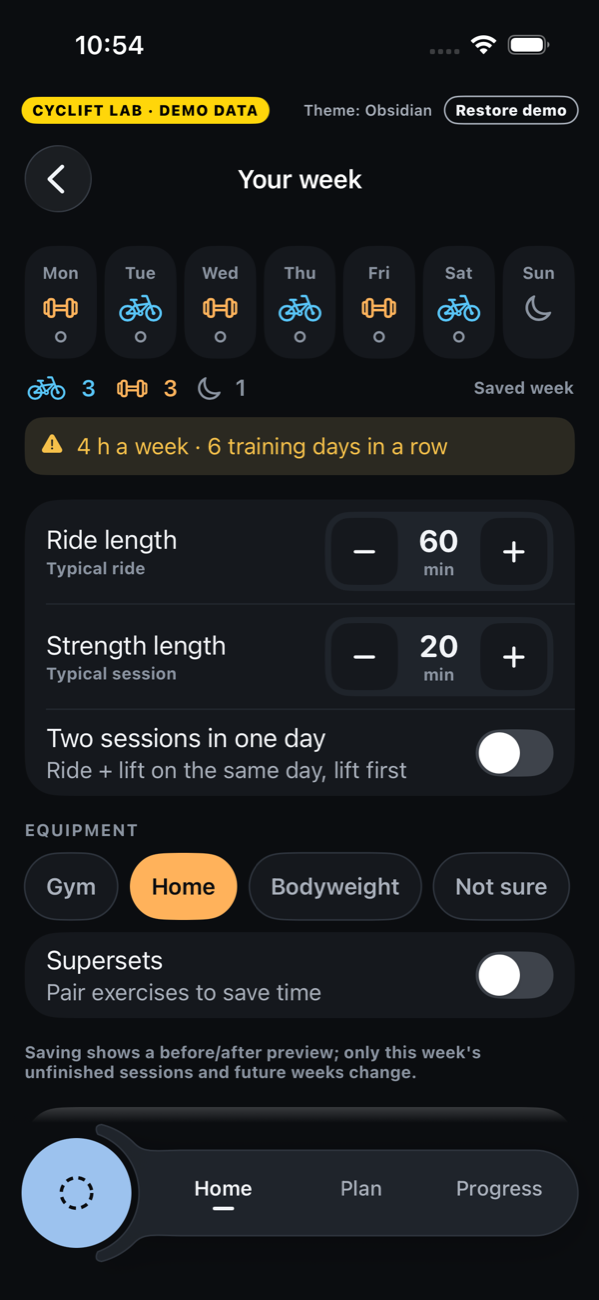 10:54
CYCLIFT LAB · DEMO DATA
Theme: Obsidian
Restore demo
Your week
Mon Tue Wed Thu Fri Sat Sun
3 3 1 Saved week
4 h a week · 6 training days in a row
Ride length
Typical ride
− 60 +
min
Strength length
Typical session
− 20 +
min
Two sessions in one day
Ride + lift on the same day, lift first
EQUIPMENT
Gym Home Bodyweight Not sure
Supersets
Pair exercises to save time
Saving shows a before/after preview; only this week's
unfinished sessions and future weeks change.
Home Plan Progress